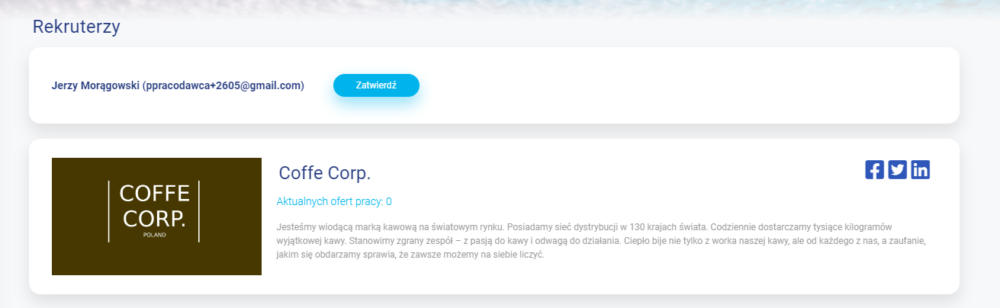 Rekruterzy
Jerzy Morągowski (ppracodawca+2605@gmail.com)
Zatwierdź
COFFE
CORP.
POLAND
Coffe Corp.
Aktualnych ofert pracy: 0
Jesteśmy wiodącą marką kawową na światowym rynku. Posiadamy sieć dystrybucji w 130 krajach świata. Codziennie dostarczamy tysiące kilogramów
wyjątkowej kawy. Stanowimy zgrany zespół – z pasją do kawy i odwagą do działania. Ciepło bije nie tylko z worka naszej kawy, ale od każdego z nas, a zaufanie,
jakim się obdarzamy sprawia, że zawsze możemy na siebie liczyć.